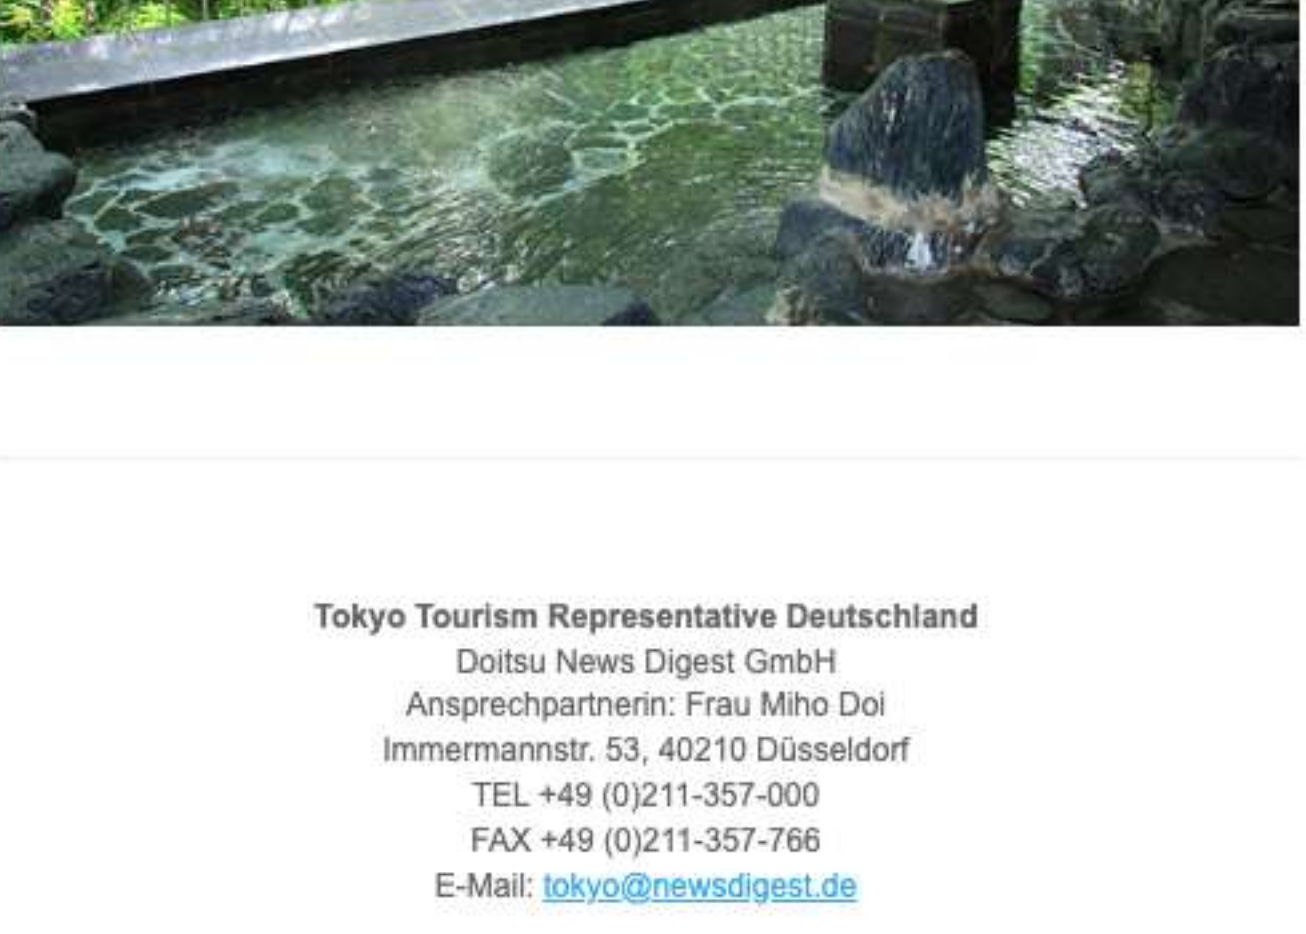 Tokyo Tourism Representative Deutschland
Doitsu News Digest GmbH
Ansprechpartnerin: Frau Miho Doi
Immermannstr. 53, 40210 Düsseldorf
TEL +49 (0)211-357-000
FAX +49 (0)211-357-766
E-Mail: tokyo@newsdigest.de